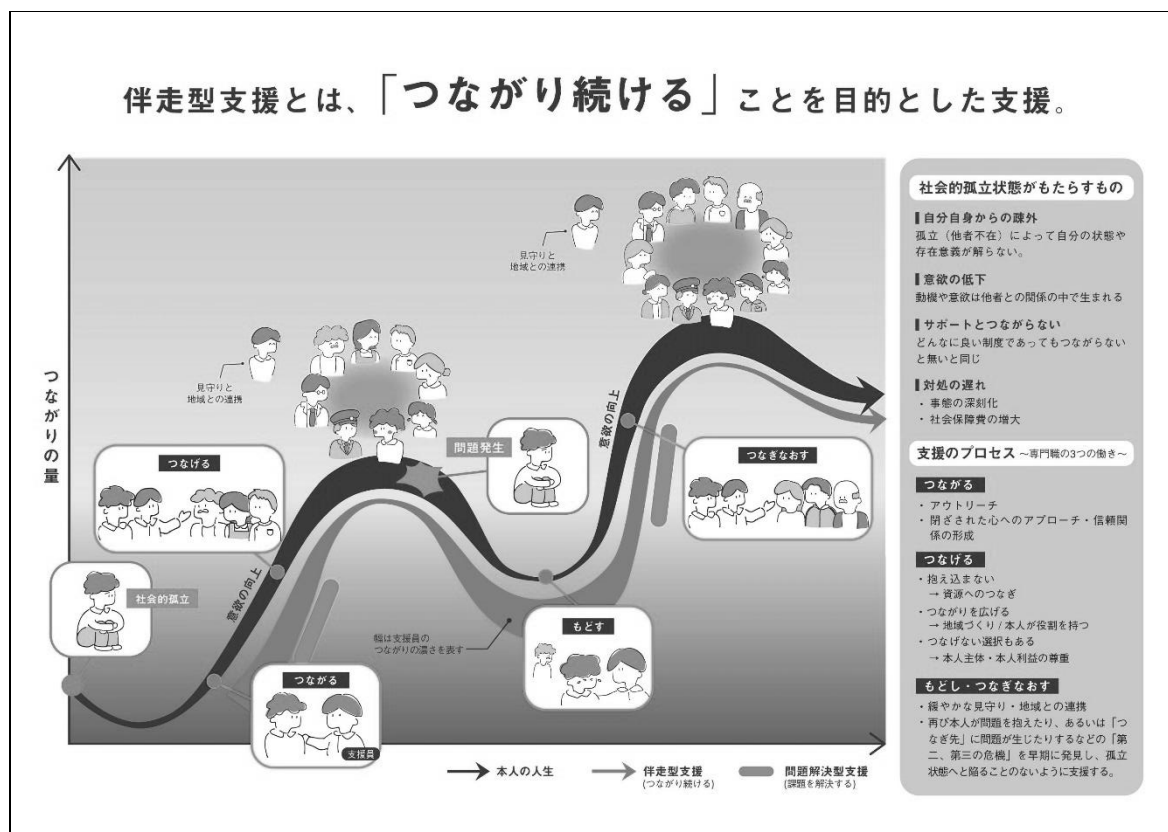 伴走型支援とは、「つながり続ける」ことを目的とした支援。
つながりの量
社会的孤立
つなげる
意欲の向上
つながる
支援員
見守りと
地域との連携
問題発生
幅は支援員の
つながりの濃さを表す
もどす
意欲の向上
見守りと
地域との連携
つなぎなおす
本人の人生
伴走型支援
(つながり続ける)
問題解決型支援
(課題を解決する)
社会的孤立状態がもたらすもの
自分自身からの疎外
孤立(他者不在)によって自分の状態や
存在意義が解らない。
意欲の低下
動機や意欲は他者との関係の中で生まれる
サポートとつながらない
どんなに良い制度であってもつながらない
と無いと同じ
対処の遅れ
・ 事態の深刻化
・ 社会保障費の増大
支援のプロセス ~専門職の3つの働き~
つながる
・ アウトリーチ
・ 閉ざされた心へのアプローチ・信頼関
係の形成
つなげる
・抱え込まない
→ 資源へのつなぎ
・つながりを広げる
→ 地域づくり / 本人が役割を持つ
・つなげない選択もある
→ 本人主体・本人利益の尊重
もどし・つなぎなおす
・緩やかな見守り・地域との連携
・再び本人が問題を抱えたり、あるいは「つ
なぎ先」に問題が生じたりするなどの「第
二、第三の危機」を早期に発見し、孤立
状態へと陥ることのないように支援する。